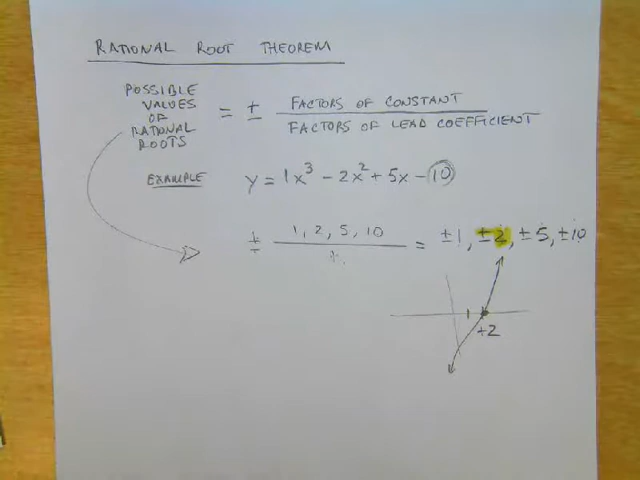 RATIONAL ROOT THEOREM
POSSIBLE
VALUES
OF
RATIONAL
ROOTS
= ± FACTORS OF CONSTANT
FACTORS OF LEAD COEFFICIENT
EXAMPLE y = 1x³ - 2x² + 5x - 10
± 1, 2, 5, 10 = ±1, ±2, ±5, ±10
1
+2